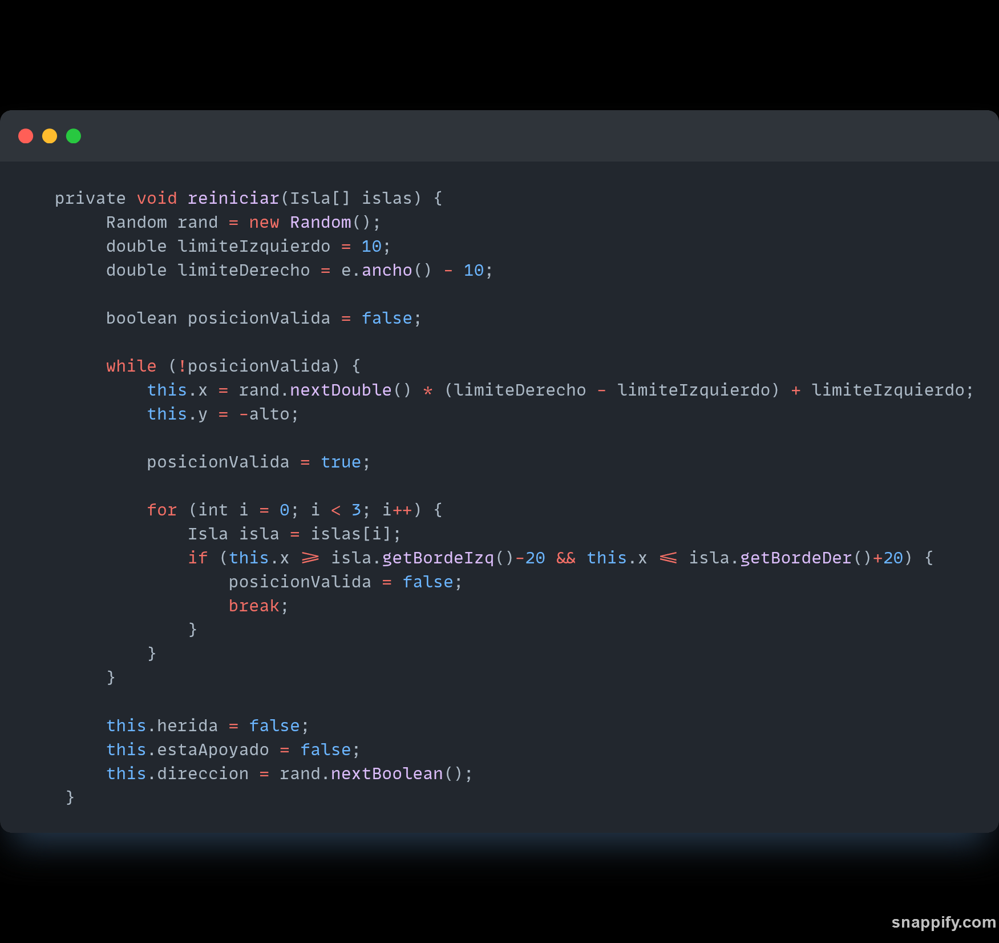 private void reiniciar(Isla[] islas) {
Random rand = new Random();
double limiteIzquierdo = 10;
double limiteDerecho = e.ancho() - 10;
boolean posicionValida = false;
while (!posicionValida) {
this.x = rand.nextDouble() * (limiteDerecho - limiteIzquierdo) + limiteIzquierdo;
this.y = -alto;
posicionValida = true;
for (int i = 0; i < 3; i++) {
Isla isla = islas[i];
if (this.x >= isla.getBordeIzq()-20 && this.x <= isla.getBordeDer()+20) {
posicionValida = false;
break;
}
}
}
this.herida = false;
this.estaApoyado = false;
this.direccion = rand.nextBoolean();
}
snappify.com